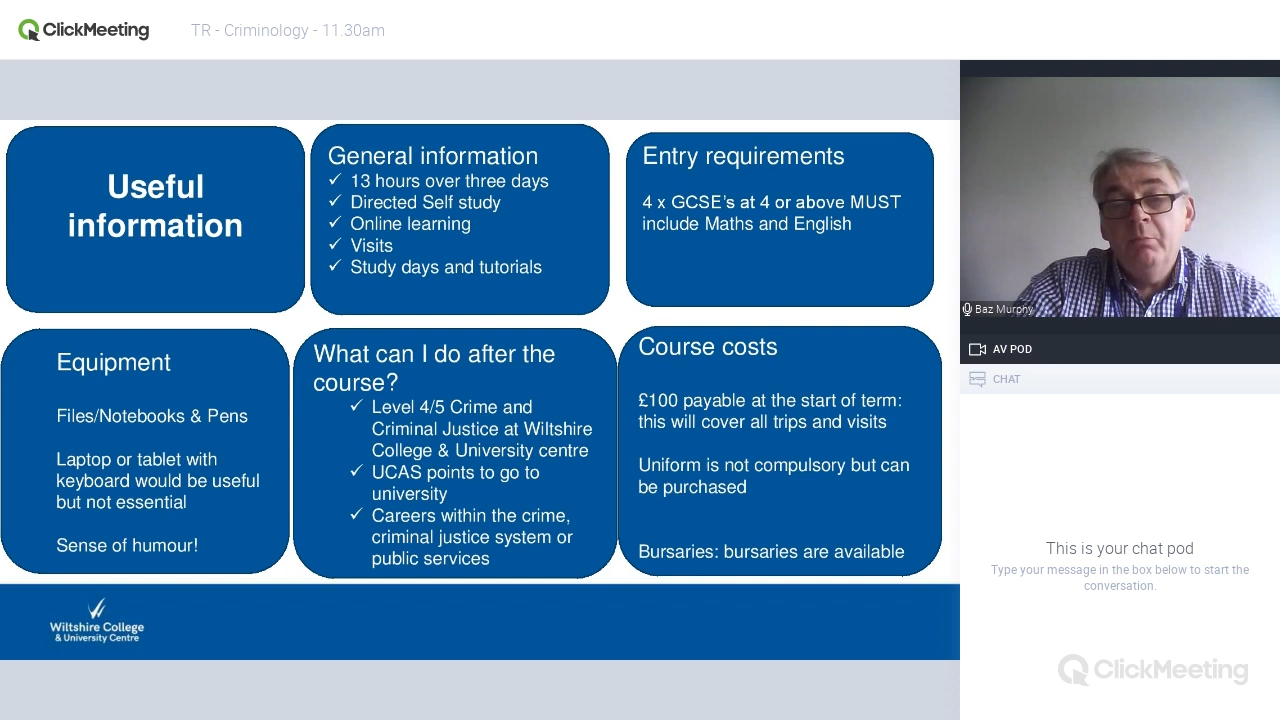 ClickMeeting
TR - Criminology - 11.30am
Useful
information
General information
✓ 13 hours over three days
✓ Directed Self study
✓ Online learning
✓ Visits
✓ Study days and tutorials
Entry requirements
4 x GCSE's at 4 or above MUST
include Maths and English
Equipment
Files/Notebooks & Pens
Laptop or tablet with
keyboard would be useful
but not essential
Sense of humour!
What can I do after the
course?
✓ Level 4/5 Crime and
Criminal Justice at Wiltshire
College & University centre
✓ UCAS points to go to
university
✓ Careers within the crime,
criminal justice system or
public services
Course costs
£100 payable at the start of term:
this will cover all trips and visits
Uniform is not compulsory but can
be purchased
Bursaries: bursaries are available
Wiltshire College
& University Centre
Baz Murphy
AV POD
CHAT
This is your chat pod
Type your message in the box below to start the
conversation.
ClickMeeting